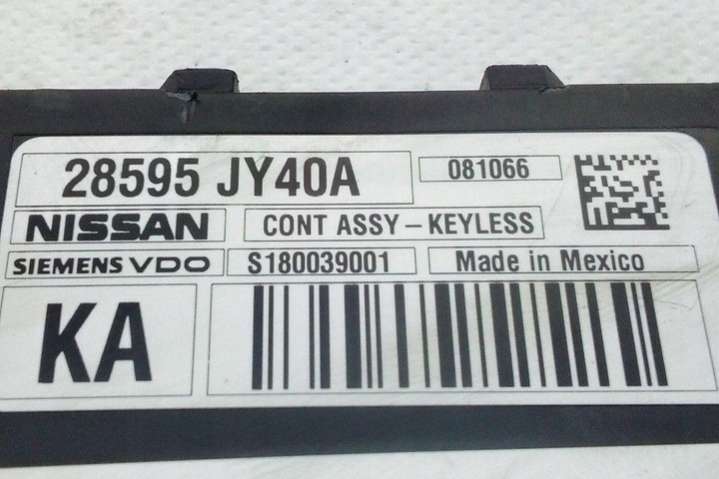 28595 JY40A
081066
NISSAN
CONT ASSY – KEYLESS
SIEMENS VDO
S180039001
Made in Mexico
KA